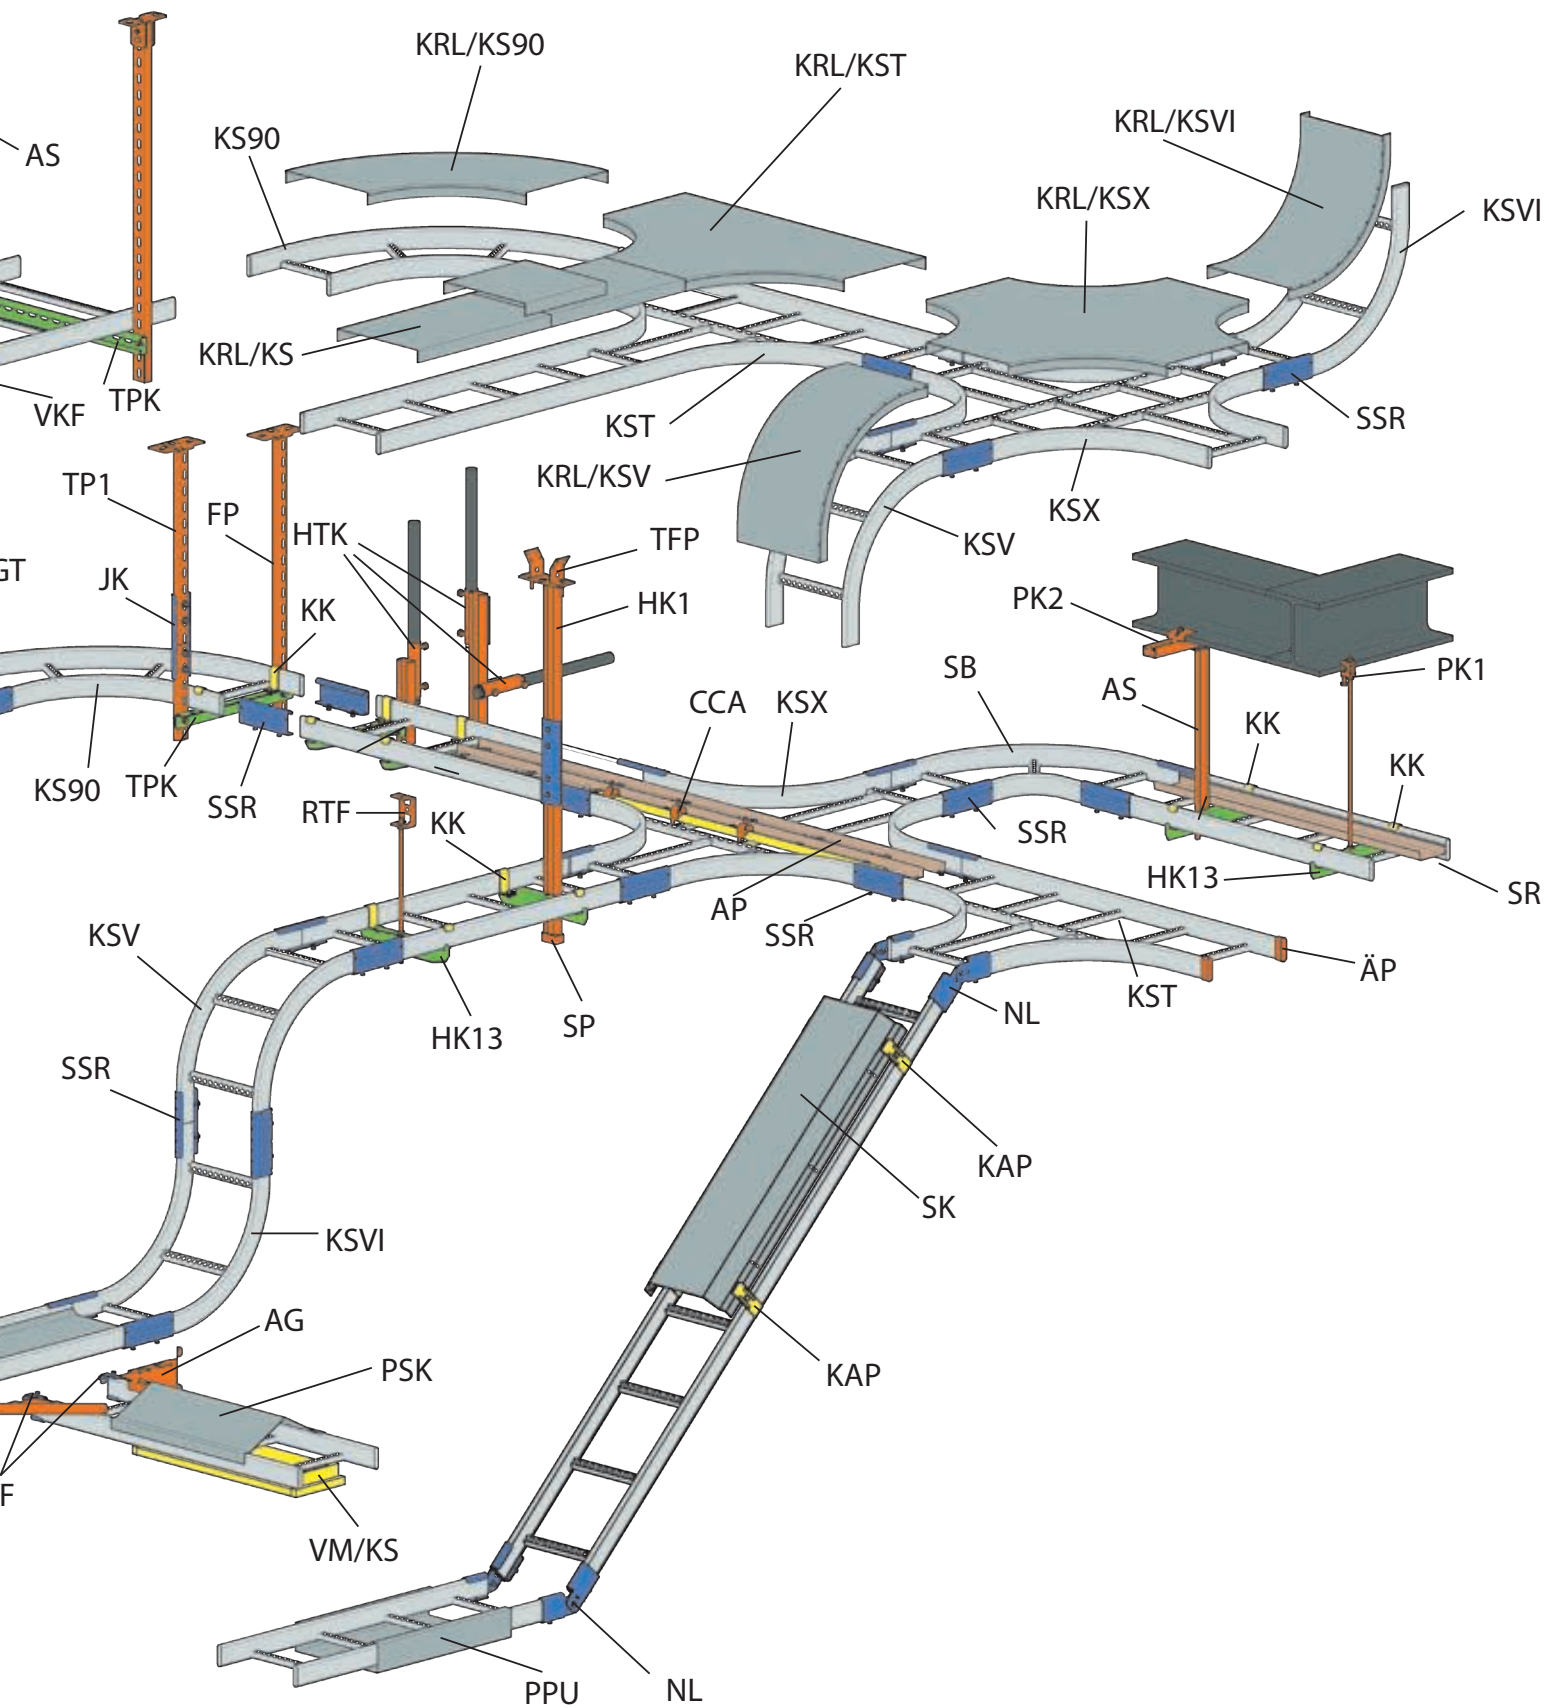 KRL/KS90
KRL/KST
KRL/KSVI
KS90
AS
KRL/KSX
KSVI
KRL/KS
TPK
VKF
KST
SSR
KRL/KSV
TP1
FP
KSX
HTK
TFP
KSV
GT
JK
KK
HK1
PK2
SB
PK1
AS
CCA
KSX
KK
KK
KS90
TPK
SSR
RTF
KK
SSR
HK13
SR
AP
SSR
KSV
ÄP
KST
NL
SP
HK13
SSR
KAP
SK
KSVI
AG
PSK
KAP
F
VM/KS
PPU
NL